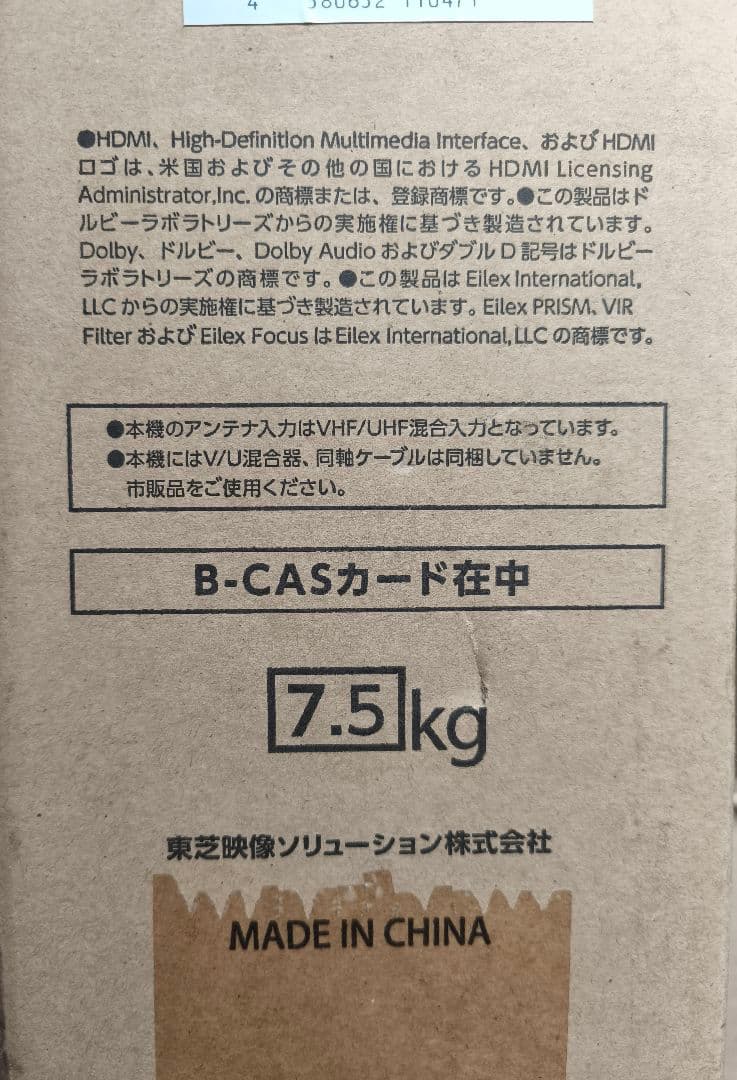 4 580652 110471
●HDMI、High-Definition Multimedia Interface、およびHDMI
ロゴは、米国およびその他の国における HDMI Licensing
Administrator,Inc. の商標または、登録商標です。●この製品はド
ルビーラボラトリーズからの実施権に基づき製造されています。
Dolby、ドルビー、Dolby Audio およびダブル D 記号はドルビー
ラボラトリーズの商標です。●この製品は Eilex International,
LLC からの実施権に基づき製造されています。Eilex PRISM、VIR
Filter および Eilex Focus は Eilex International,LLC の商標です。
●本機のアンテナ入力はVHF/UHF混合入力となっています。
●本機にはV/U混合器、同軸ケーブルは同梱していません。
市販品をご使用ください。
B-CASカード在中
7.5kg
東芝映像ソリューション株式会社
MADE IN CHINA